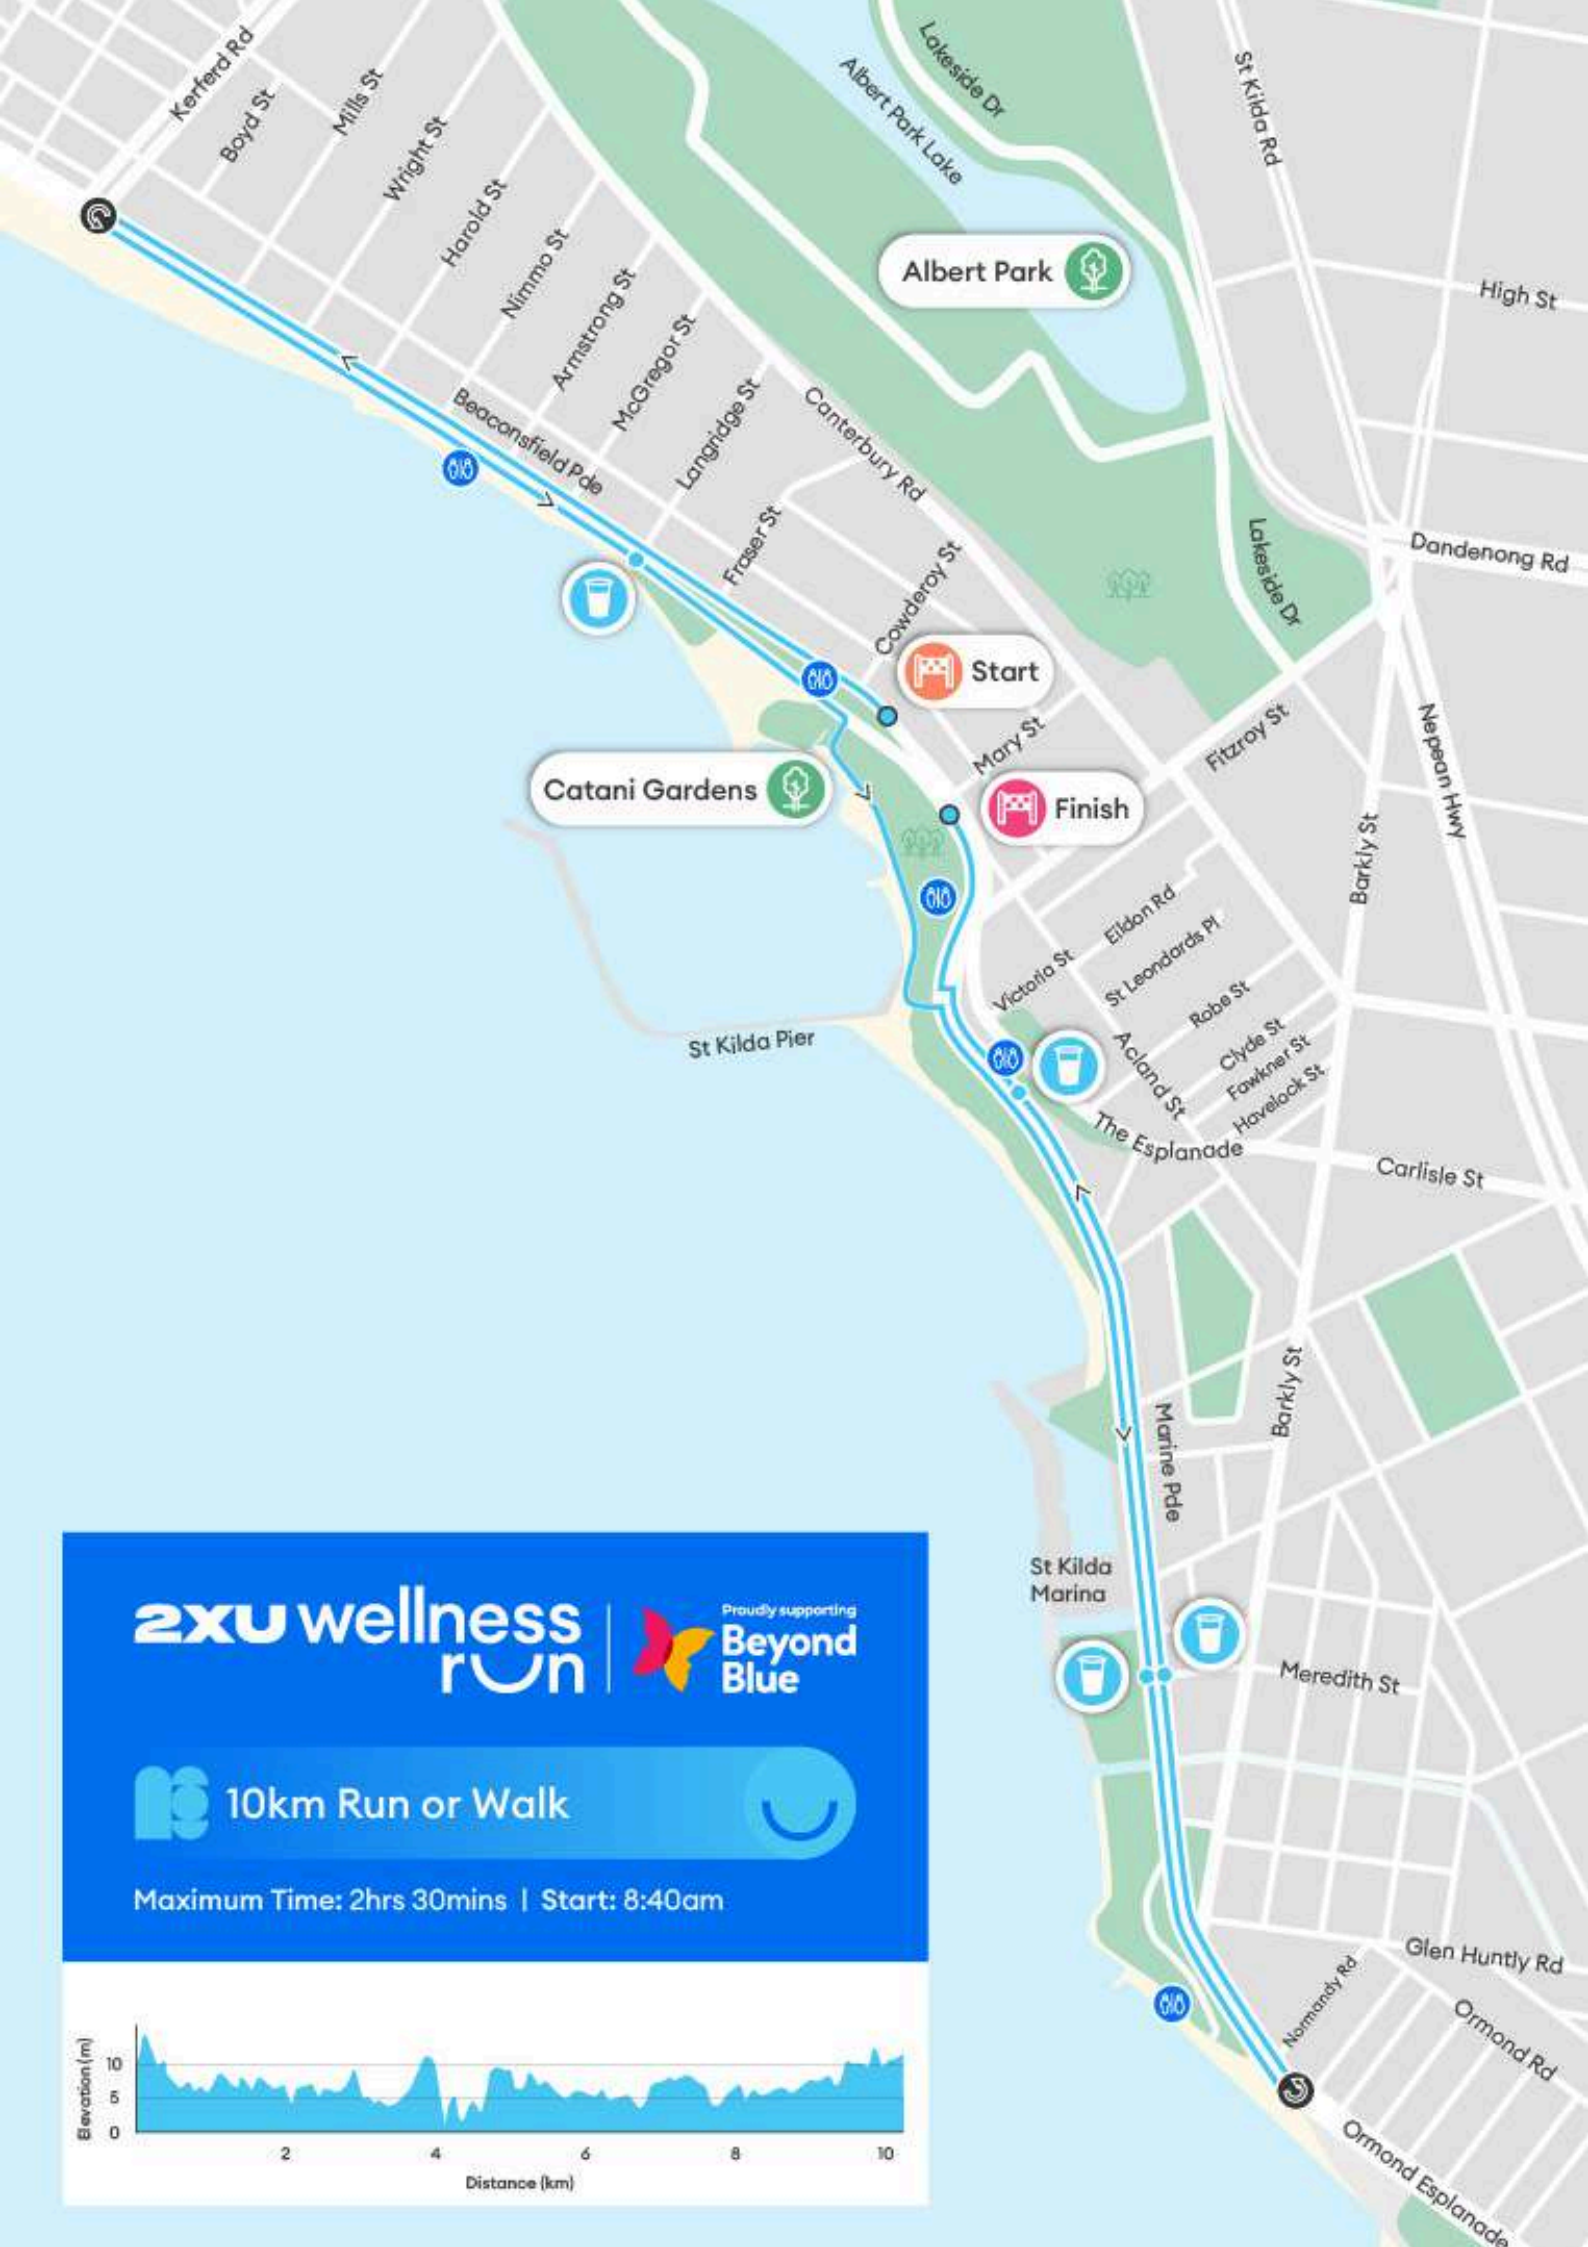 Kerferd Rd
Boyd St
Mills St
Wright St
Harold St
Nimmo St
Armstrong St
McGregor St
Langridge St
Fraser St
Cowderoy St
Beaconsfield Pde
Canterbury Rd
Lakeside Dr
Albert Park Lake
St Kilda Rd
Albert Park
High St
Dandenong Rd
Lakeside Dr
Start
Mary St
Fitzroy St
Nepean Hwy
Catani Gardens
Finish
Barkly St
Eildon Rd
St Leondards Pl
Victoria St
Robe St
Clyde St
Fawkner St
Havelock St
Acland St
St Kilda Pier
The Esplanade
Carlisle St
Barkly St
Marine Pde
St Kilda
Marina
Meredith St
Glen Huntly Rd
Normandy Rd
Ormond Rd
Ormond Esplanade
2XU wellness
run
Proudly supporting
Beyond
Blue
10km Run or Walk
Maximum Time: 2hrs 30mins | Start: 8:40am
Elevation (m)
10
5
0
2
4
6
8
10
Distance (km)